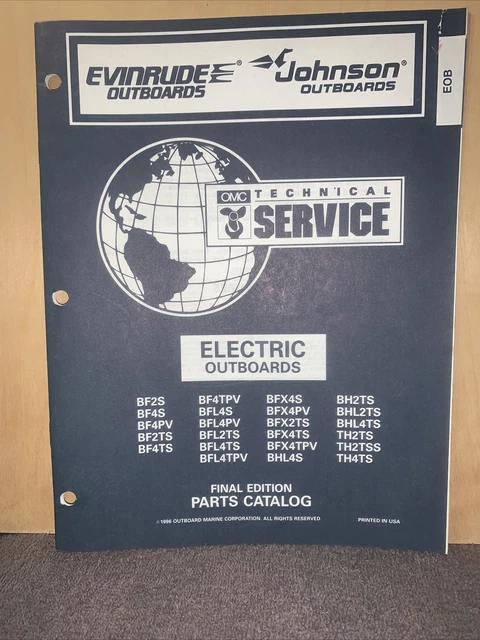 EVINRUDE®
OUTBOARDS
Johnson®
OUTBOARDS
EOB
OMC TECHNICAL
SERVICE
ELECTRIC
OUTBOARDS
BF2S BF4TPV BFX4S BH2TS
BF4S BFL4S BFX4PV BHL2TS
BF4PV BFL4PV BFX2TS BHL4TS
BF2TS BFL2TS BFX4TS TH2TS
BF4TS BFL4TS BFX4TPV TH2TSS
BFL4TPV BHL4S TH4TS
FINAL EDITION
PARTS CATALOG
©1996 OUTBOARD MARINE CORPORATION. ALL RIGHTS RESERVED PRINTED IN USA